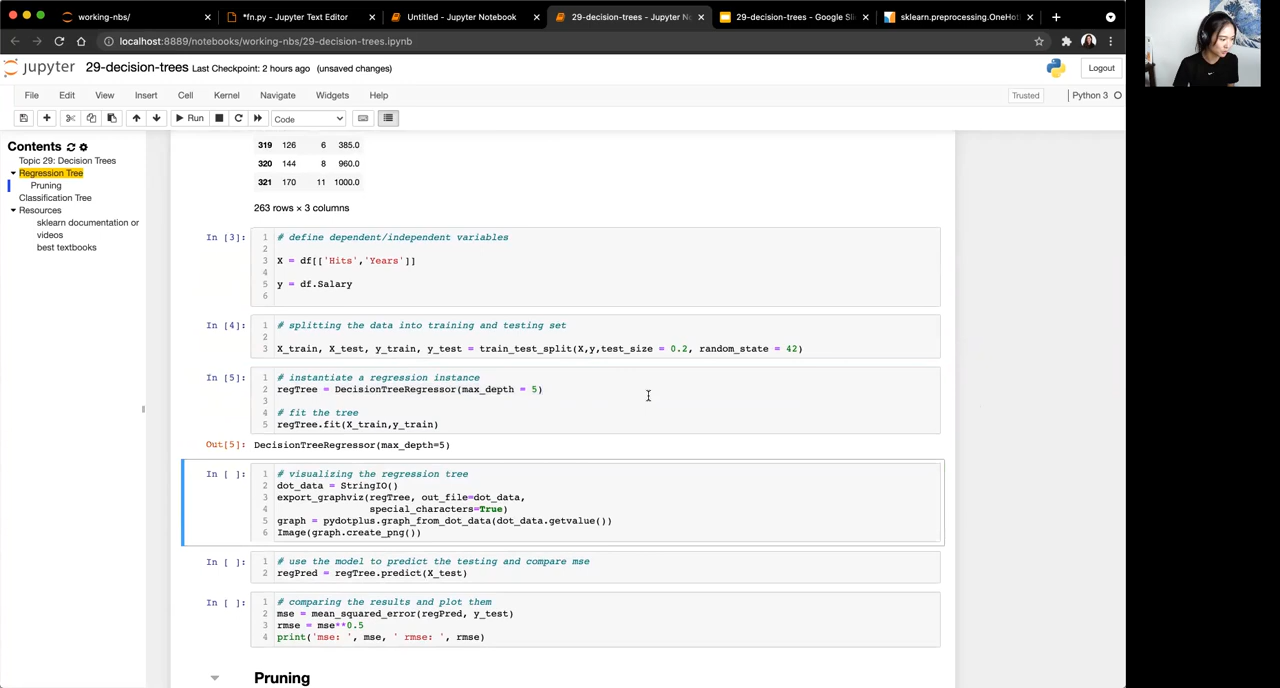 working-nbs/
*fn.py - Jupyter Text Editor
Untitled - Jupyter Notebook
29-decision-trees - Jupyter N
29-decision-trees - Google Sl
sklearn.preprocessing.OneHot
localhost:8889/notebooks/working-nbs/29-decision-trees.ipynb
jupyter 29-decision-trees Last Checkpoint: 2 hours ago (unsaved changes)
Logout
File Edit View Insert Cell Kernel Navigate Widgets Help
Trusted
Python 3
Run
Code
Contents
Topic 29: Decision Trees
Regression Tree
Pruning
Classification Tree
Resources
sklearn documentation or
videos
best textbooks
319 126 6 385.0
320 144 8 960.0
321 170 11 1000.0
263 rows × 3 columns
In [3]:
1 # define dependent/independent variables
2
3 X = df[['Hits','Years']]
4
5 y = df.Salary
6
In [4]:
1 # splitting the data into training and testing set
2
3 X_train, X_test, y_train, y_test = train_test_split(X,y,test_size = 0.2, random_state = 42)
In [5]:
1 # instantiate a regression instance
2 regTree = DecisionTreeRegressor(max_depth = 5)
3
4 # fit the tree
5 regTree.fit(X_train,y_train)
Out[5]: DecisionTreeRegressor(max_depth=5)
In [ ]:
1 # visualizing the regression tree
2 dot_data = StringIO()
3 export_graphviz(regTree, out_file=dot_data,
4 special_characters=True)
5 graph = pydotplus.graph_from_dot_data(dot_data.getvalue())
6 Image(graph.create_png())
In [ ]:
1 # use the model to predict the testing and compare mse
2 regPred = regTree.predict(X_test)
In [ ]:
1 # comparing the results and plot them
2 mse = mean_squared_error(regPred, y_test)
3 rmse = mse**0.5
4 print('mse: ', mse, ' rmse: ', rmse)
Pruning